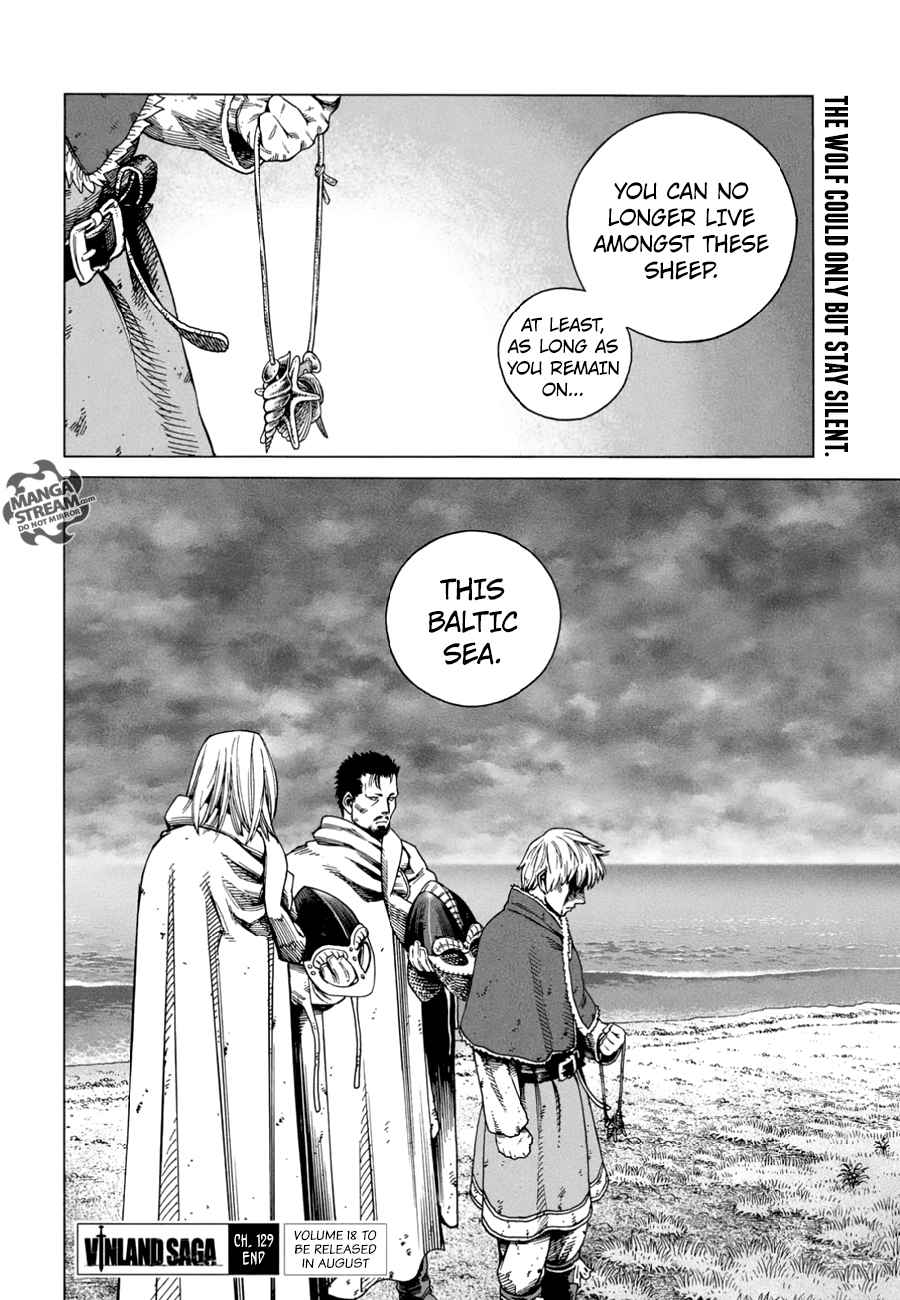 YOU CAN NO
LONGER LIVE
AMONGST THESE
SHEEP.
AT LEAST,
AS LONG AS
YOU REMAIN
ON...
THE WOLF COULD ONLY BUT STAY SILENT.
MANGA
STREAM.com
DO NOT MIRROR
THIS
BALTIC
SEA.
VINLAND SAGA
CH. 129
END
VOLUME 18 TO
BE RELEASED
IN AUGUST